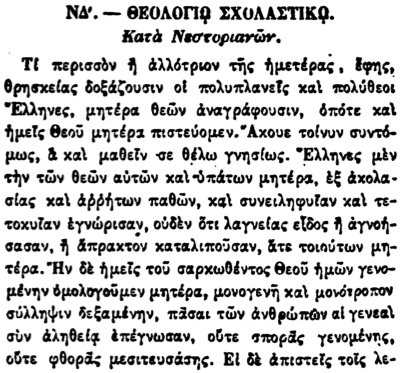 ΝΔ'. — ΘΕΟΛΟΓΙῼ ΣΧΟΛΑΣΤΙΚῼ.
Κατὰ Νεστοριανῶν.
Τί περισσὸν ἢ ἀλλότριον τῆς ἡμετέρας, ἔφης,
θρησκείας δοξάζουσιν οἱ πολυπλανεῖς καὶ πολύθεοι
Ἕλληνες, μητέρα θεῶν ἀναγράφουσιν, ὁπότε καὶ
ἡμεῖς Θεοῦ μητέρα πιστεύομεν. Ἄκουε τοίνυν συντό-
μως, ἃ καὶ μαθεῖν σε θέλω γνησίως. Ἕλληνες μὲν
τὴν τῶν θεῶν αὐτῶν καὶ ὑπάτων μητέρα, ἐξ ἀκολα-
σίας καὶ ἀῤῥήτων παθῶν, καὶ συνειληφυῖαν καὶ τε-
τοκυῖαν ἐγνώρισαν, οὐδὲν ὅτι λαγνείας εἶδος ἢ ἀγνοή-
σασαν, ἢ ἄπρακτον καταλιποῦσαν, ἅτε τοιούτων μη-
τέρα. Ἣν δὲ ἡμεῖς τοῦ σαρκωθέντος Θεοῦ ἡμῶν γενο-
μένην ὁμολογοῦμεν μητέρα, μονογενῆ καὶ μονότροπον
σύλληψιν δεξαμένην, πᾶσαι τῶν ἀνθρώπων αἱ γενεαὶ
σὺν ἀληθείᾳ ἐπέγνωσαν, οὔτε σπορᾶς γενομένης,
οὔτε φθορᾶς μεσιτευσάσης. Εἰ δὲ ἀπιστεῖς τοῖς λε-